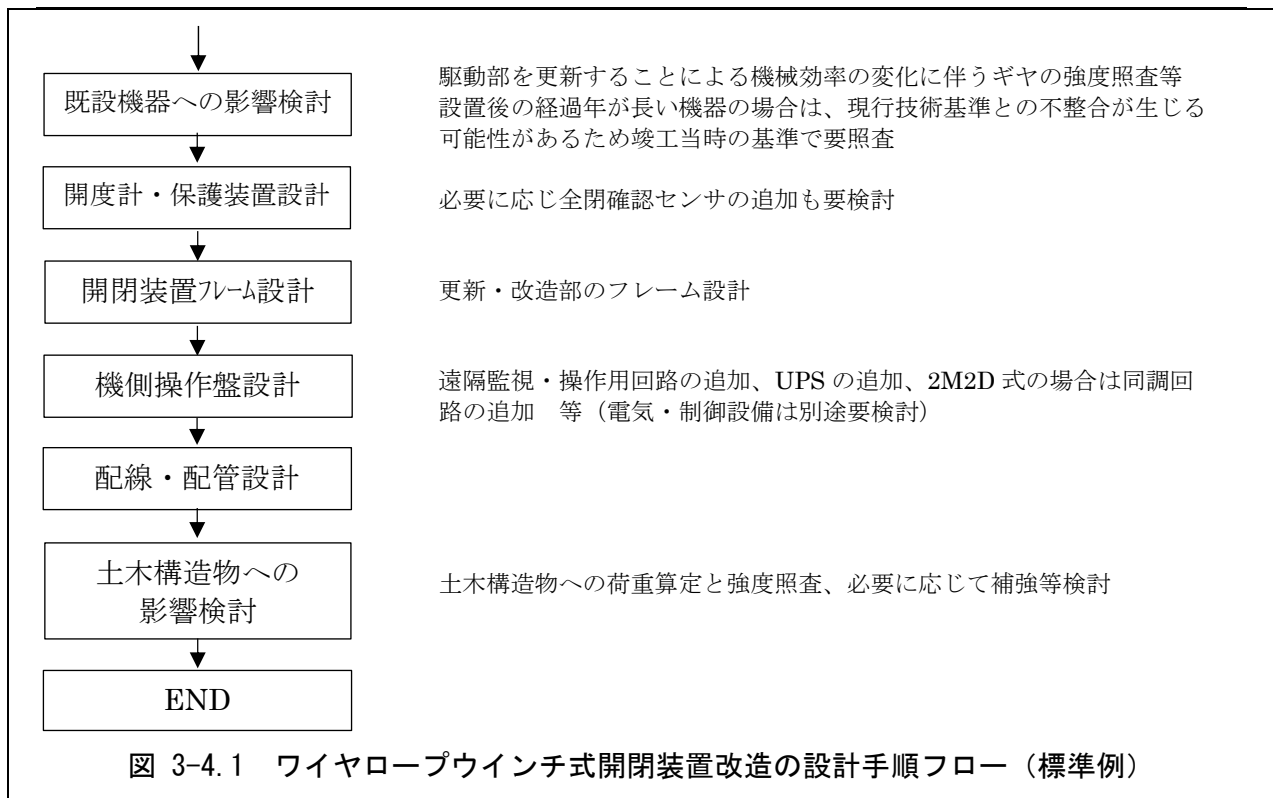 既設機器への影響検討
駆動部を更新することによる機械効率の変化に伴うギヤの強度照査等
設置後の経過年が長い機器の場合は、現行技術基準との不整合が生じる
可能性があるため竣工当時の基準で要照査
開度計・保護装置設計
必要に応じ全閉確認センサの追加も要検討
開閉装置ﾌﾚｰﾑ設計
更新・改造部のフレーム設計
機側操作盤設計
遠隔監視・操作用回路の追加、UPS の追加、2M2D 式の場合は同調回
路の追加　等（電気・制御設備は別途要検討）
配線・配管設計
土木構造物への
影響検討
土木構造物への荷重算定と強度照査、必要に応じて補強等検討
END
図 3-4.1　ワイヤロープウインチ式開閉装置改造の設計手順フロー（標準例）